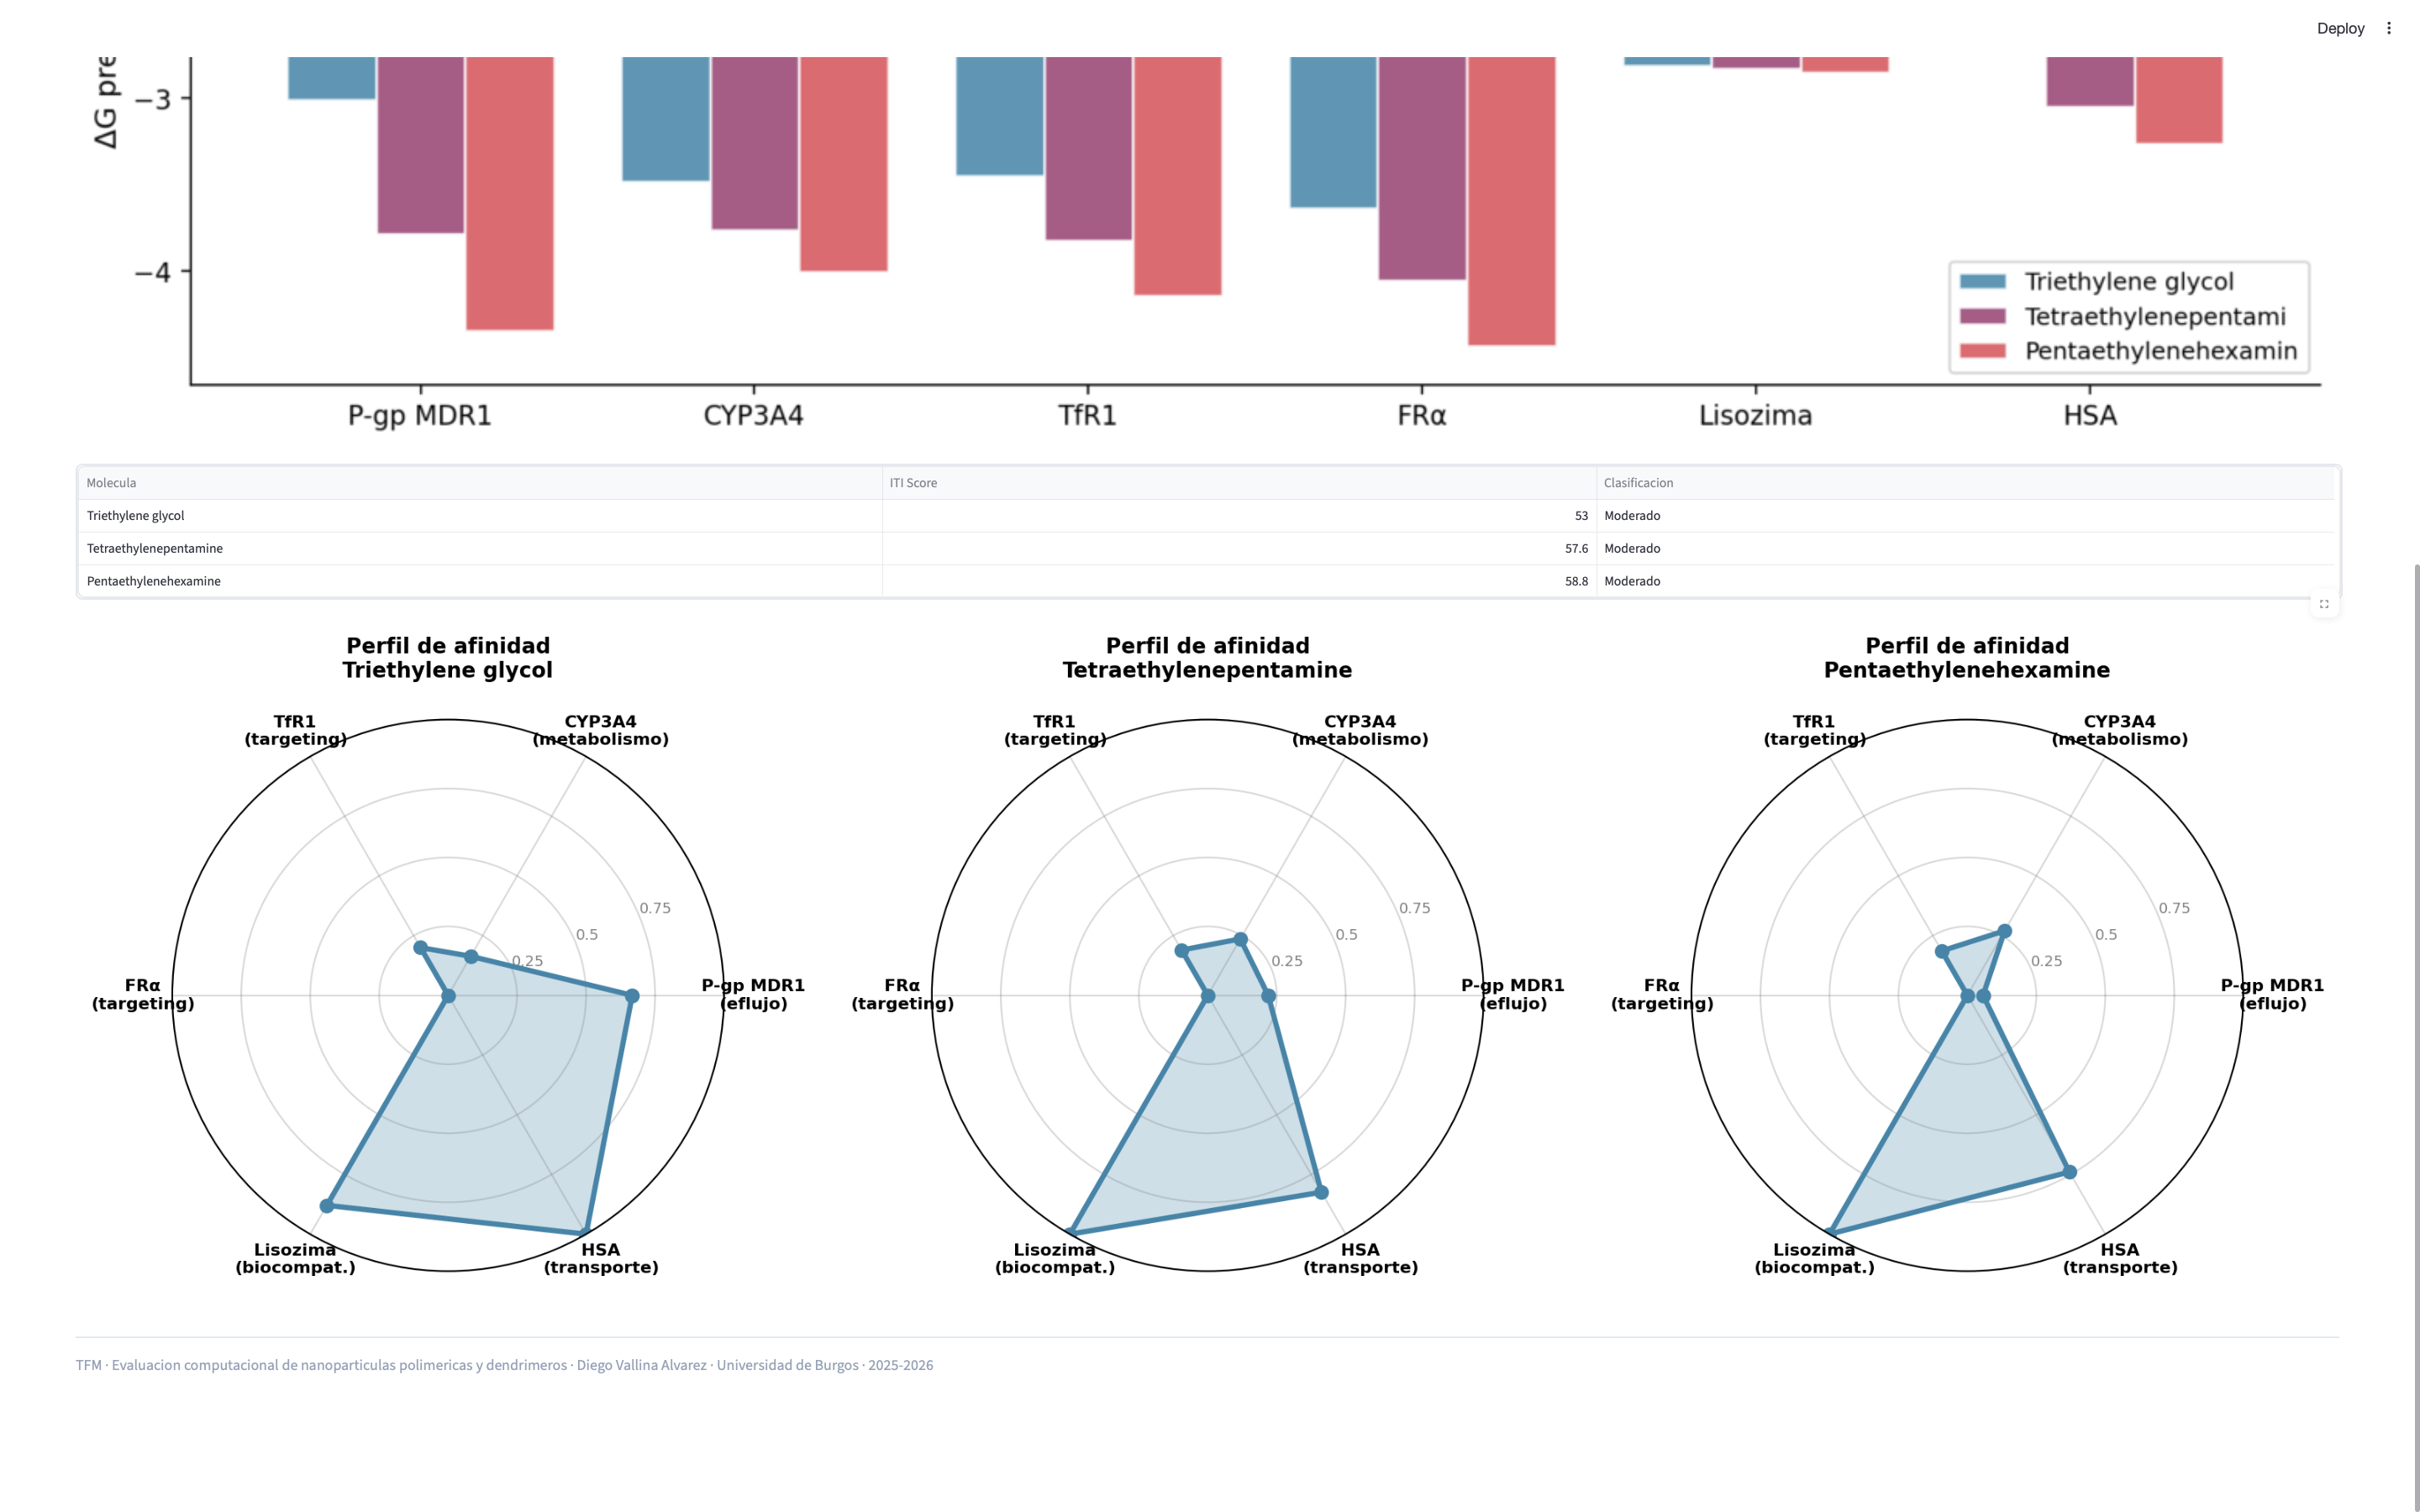 Deploy
ΔG pre
−3
−4
Triethylene glycol
Tetraethylenepentami
Pentaethylenehexamin
P-gp MDR1 CYP3A4 TfR1 FRα Lisozima HSA
Molecula ITI Score Clasificacion
Triethylene glycol 53 Moderado
Tetraethylenepentamine 57.6 Moderado
Pentaethylenehexamine 58.8 Moderado
Perfil de afinidad
Triethylene glycol
TfR1
(targeting)
CYP3A4
(metabolismo)
0.75
0.5
0.25
FRα
(targeting)
P-gp MDR1
(eflujo)
Lisozima
(biocompat.)
HSA
(transporte)
Perfil de afinidad
Tetraethylenepentamine
TfR1
(targeting)
CYP3A4
(metabolismo)
0.75
0.5
0.25
FRα
(targeting)
P-gp MDR1
(eflujo)
Lisozima
(biocompat.)
HSA
(transporte)
Perfil de afinidad
Pentaethylenehexamine
TfR1
(targeting)
CYP3A4
(metabolismo)
0.75
0.5
0.25
FRα
(targeting)
P-gp MDR1
(eflujo)
Lisozima
(biocompat.)
HSA
(transporte)
TFM · Evaluacion computacional de nanoparticulas polimericas y dendrimeros · Diego Vallina Alvarez · Universidad de Burgos · 2025-2026